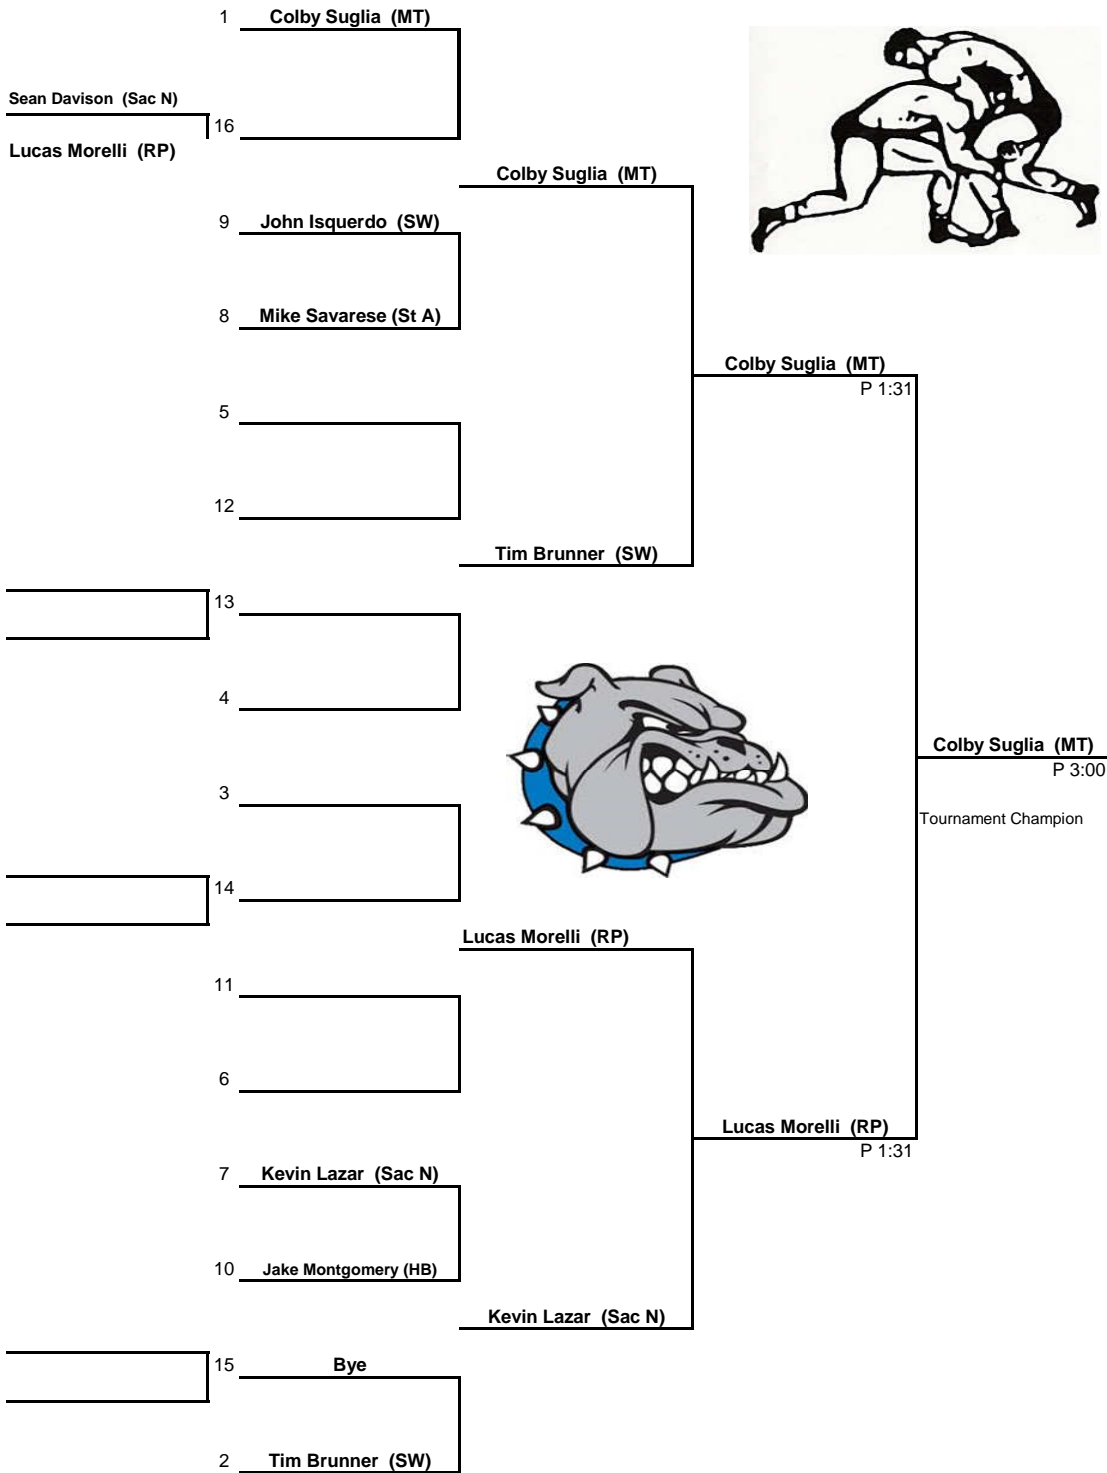 1 Colby Suglia (MT)
Sean Davison (Sac N)
16
Lucas Morelli (RP)
Colby Suglia (MT)
9 John Isquerdo (SW)
8 Mike Savarese (St A)
Colby Suglia (MT)
P 1:31
5
12
Tim Brunner (SW)
13
4
Colby Suglia (MT)
P 3:00
3
Tournament Champion
14
Lucas Morelli (RP)
11
6
Lucas Morelli (RP)
P 1:31
7 Kevin Lazar (Sac N)
10 Jake Montgomery (HB)
Kevin Lazar (Sac N)
15 Bye
2 Tim Brunner (SW)